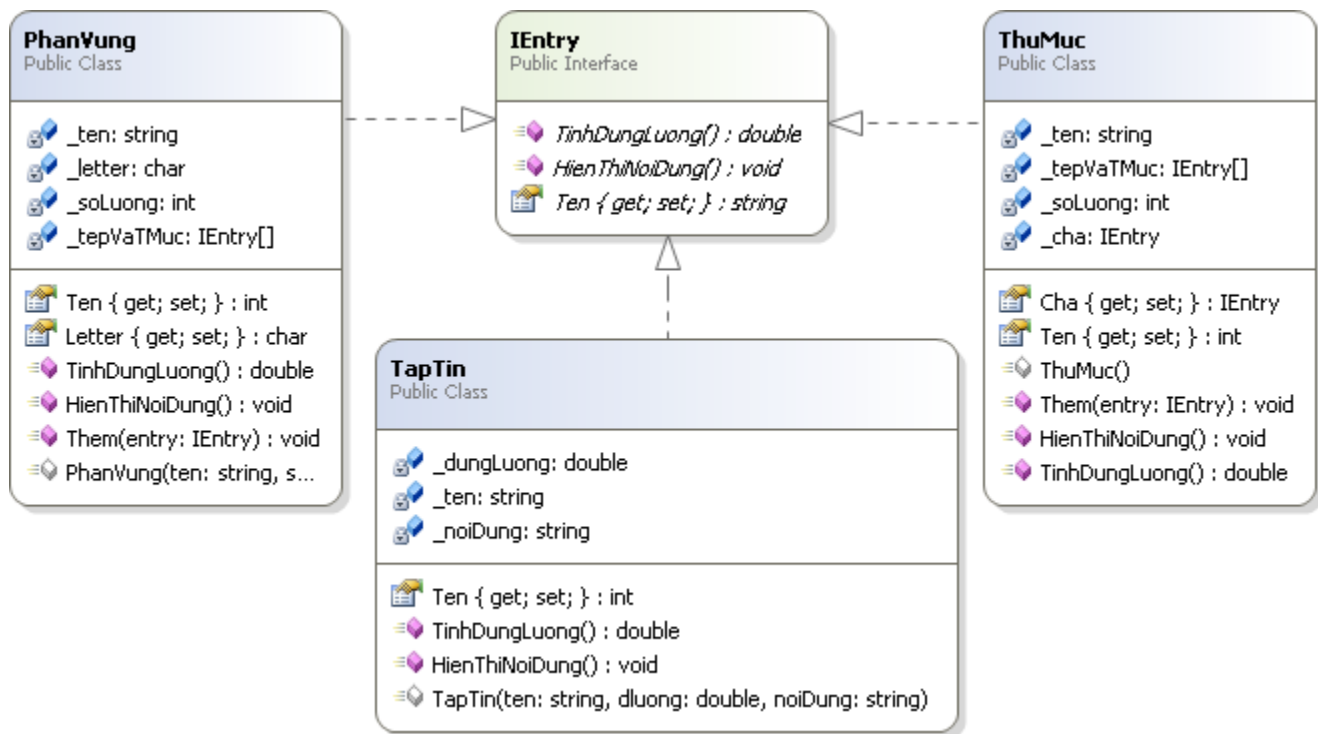 PhanVung
Public Class
_ten: string
_letter: char
_soLuong: int
_tepVaTMuc: IEntry[]
Ten { get; set; } : int
Letter { get; set; } : char
TinhDungLuong() : double
HienThiNoiDung() : void
Them(entry: IEntry) : void
PhanVung(ten: string, s...
IEntry
Public Interface
TinhDungLuong() : double
HienThiNoiDung() : void
Ten { get; set; } : string
ThuMuc
Public Class
_ten: string
_tepVaTMuc: IEntry[]
_soLuong: int
_cha: IEntry
Cha { get; set; } : IEntry
Ten { get; set; } : int
ThuMuc()
Them(entry: IEntry) : void
HienThiNoiDung() : void
TinhDungLuong() : double
TapTin
Public Class
_dungLuong: double
_ten: string
_noiDung: string
Ten { get; set; } : int
TinhDungLuong() : double
HienThiNoiDung() : void
TapTin(ten: string, dluong: double, noiDung: string)